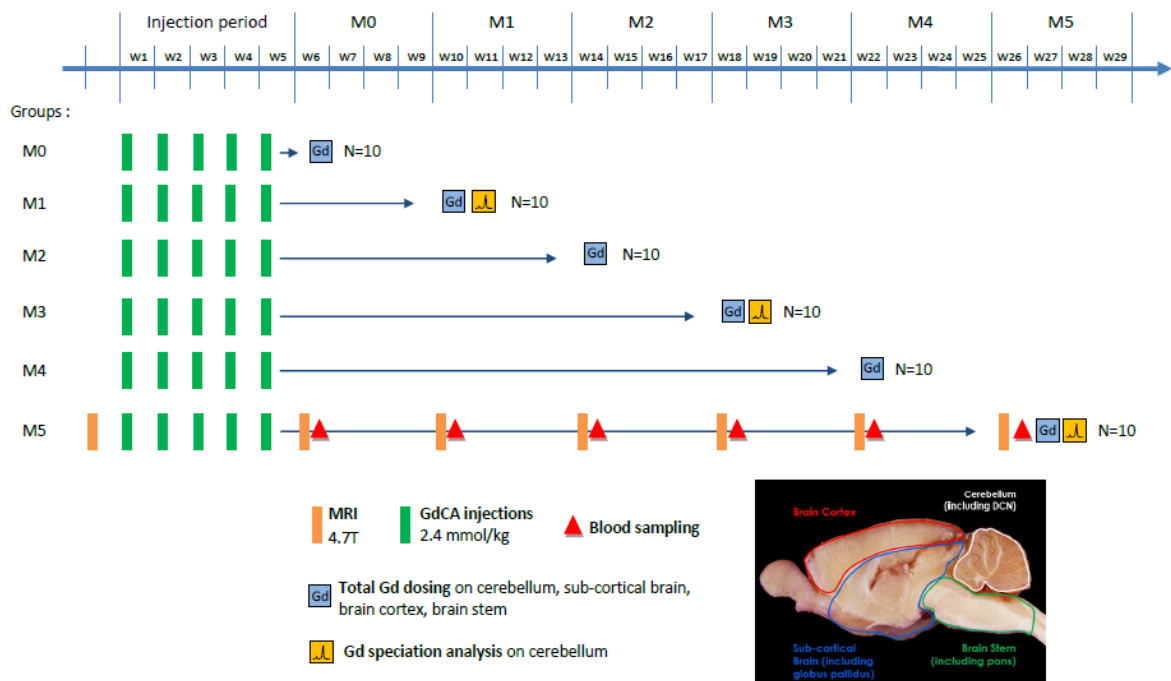 Injection period M0 M1 M2 M3 M4 M5
W1 W2 W3 W4 W5 W6 W7 W8 W9 W10 W11 W12 W13 W14 W15 W16 W17 W18 W19 W20 W21 W22 W23 W24 W25 W26 W27 W28 W29
Groups :
M0 Gd N=10
M1 Gd N=10
M2 Gd N=10
M3 Gd N=10
M4 Gd N=10
M5 Gd N=10
MRI
4.7T
GdCA injections
2.4 mmol/kg
Blood sampling
Gd Total Gd dosing on cerebellum, sub-cortical brain,
brain cortex, brain stem
Gd speciation analysis on cerebellum
Brain Cortex
Cerebellum
(including DCN)
Sub-cortical
Brain (including
globus pallidus)
Brain Stem
(including pons)